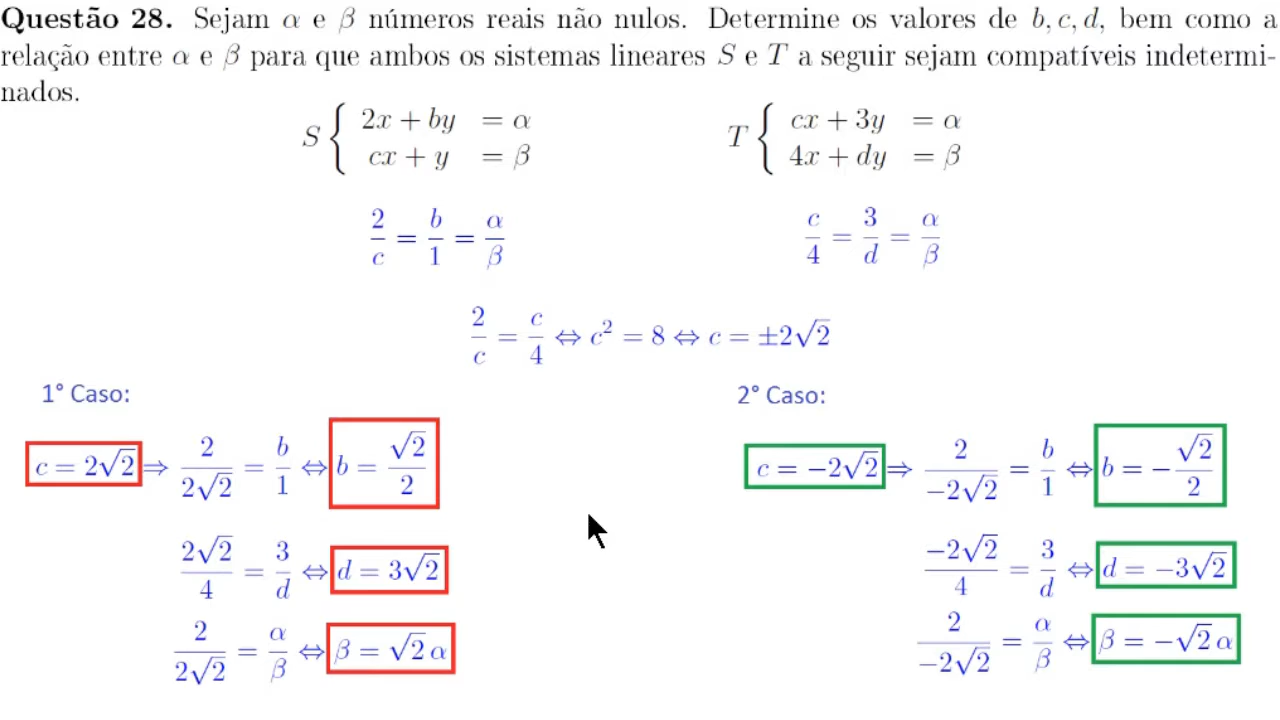 Questão 28. Sejam α e β números reais não nulos. Determine os valores de b, c, d, bem como a
relação entre α e β para que ambos os sistemas lineares S e T a seguir sejam compatíveis indetermi-
nados.
S { 2x + by = α
cx + y = β
T { cx + 3y = α
4x + dy = β
2/c = b/1 = α/β
c/4 = 3/d = α/β
2/c = c/4 ⇔ c² = 8 ⇔ c = ±2√2
1° Caso:
c = 2√2 ⇒ 2/(2√2) = b/1 ⇔ b = √2/2
(2√2)/4 = 3/d ⇔ d = 3√2
2/(2√2) = α/β ⇔ β = √2 α
2° Caso:
c = −2√2 ⇒ 2/(−2√2) = b/1 ⇔ b = −√2/2
(−2√2)/4 = 3/d ⇔ d = −3√2
2/(−2√2) = α/β ⇔ β = −√2 α